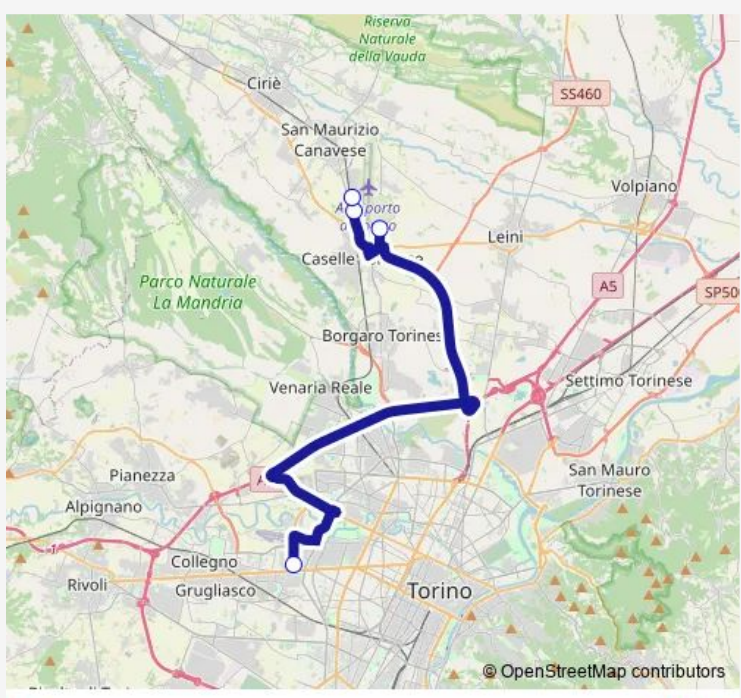 Riserva
Naturale
della Vauda
Ciriè
SS460
San Maurizio
Canavese
Volpiano
Leini
Caselle
A5
SP500
Parco Naturale
La Mandria
Borgaro Torinese
Venaria Reale
Settimo Torinese
San Mauro
Torinese
Pianezza
Alpignano
Collegno
Rivoli
Grugliasco
Torino
© OpenStreetMap contributors